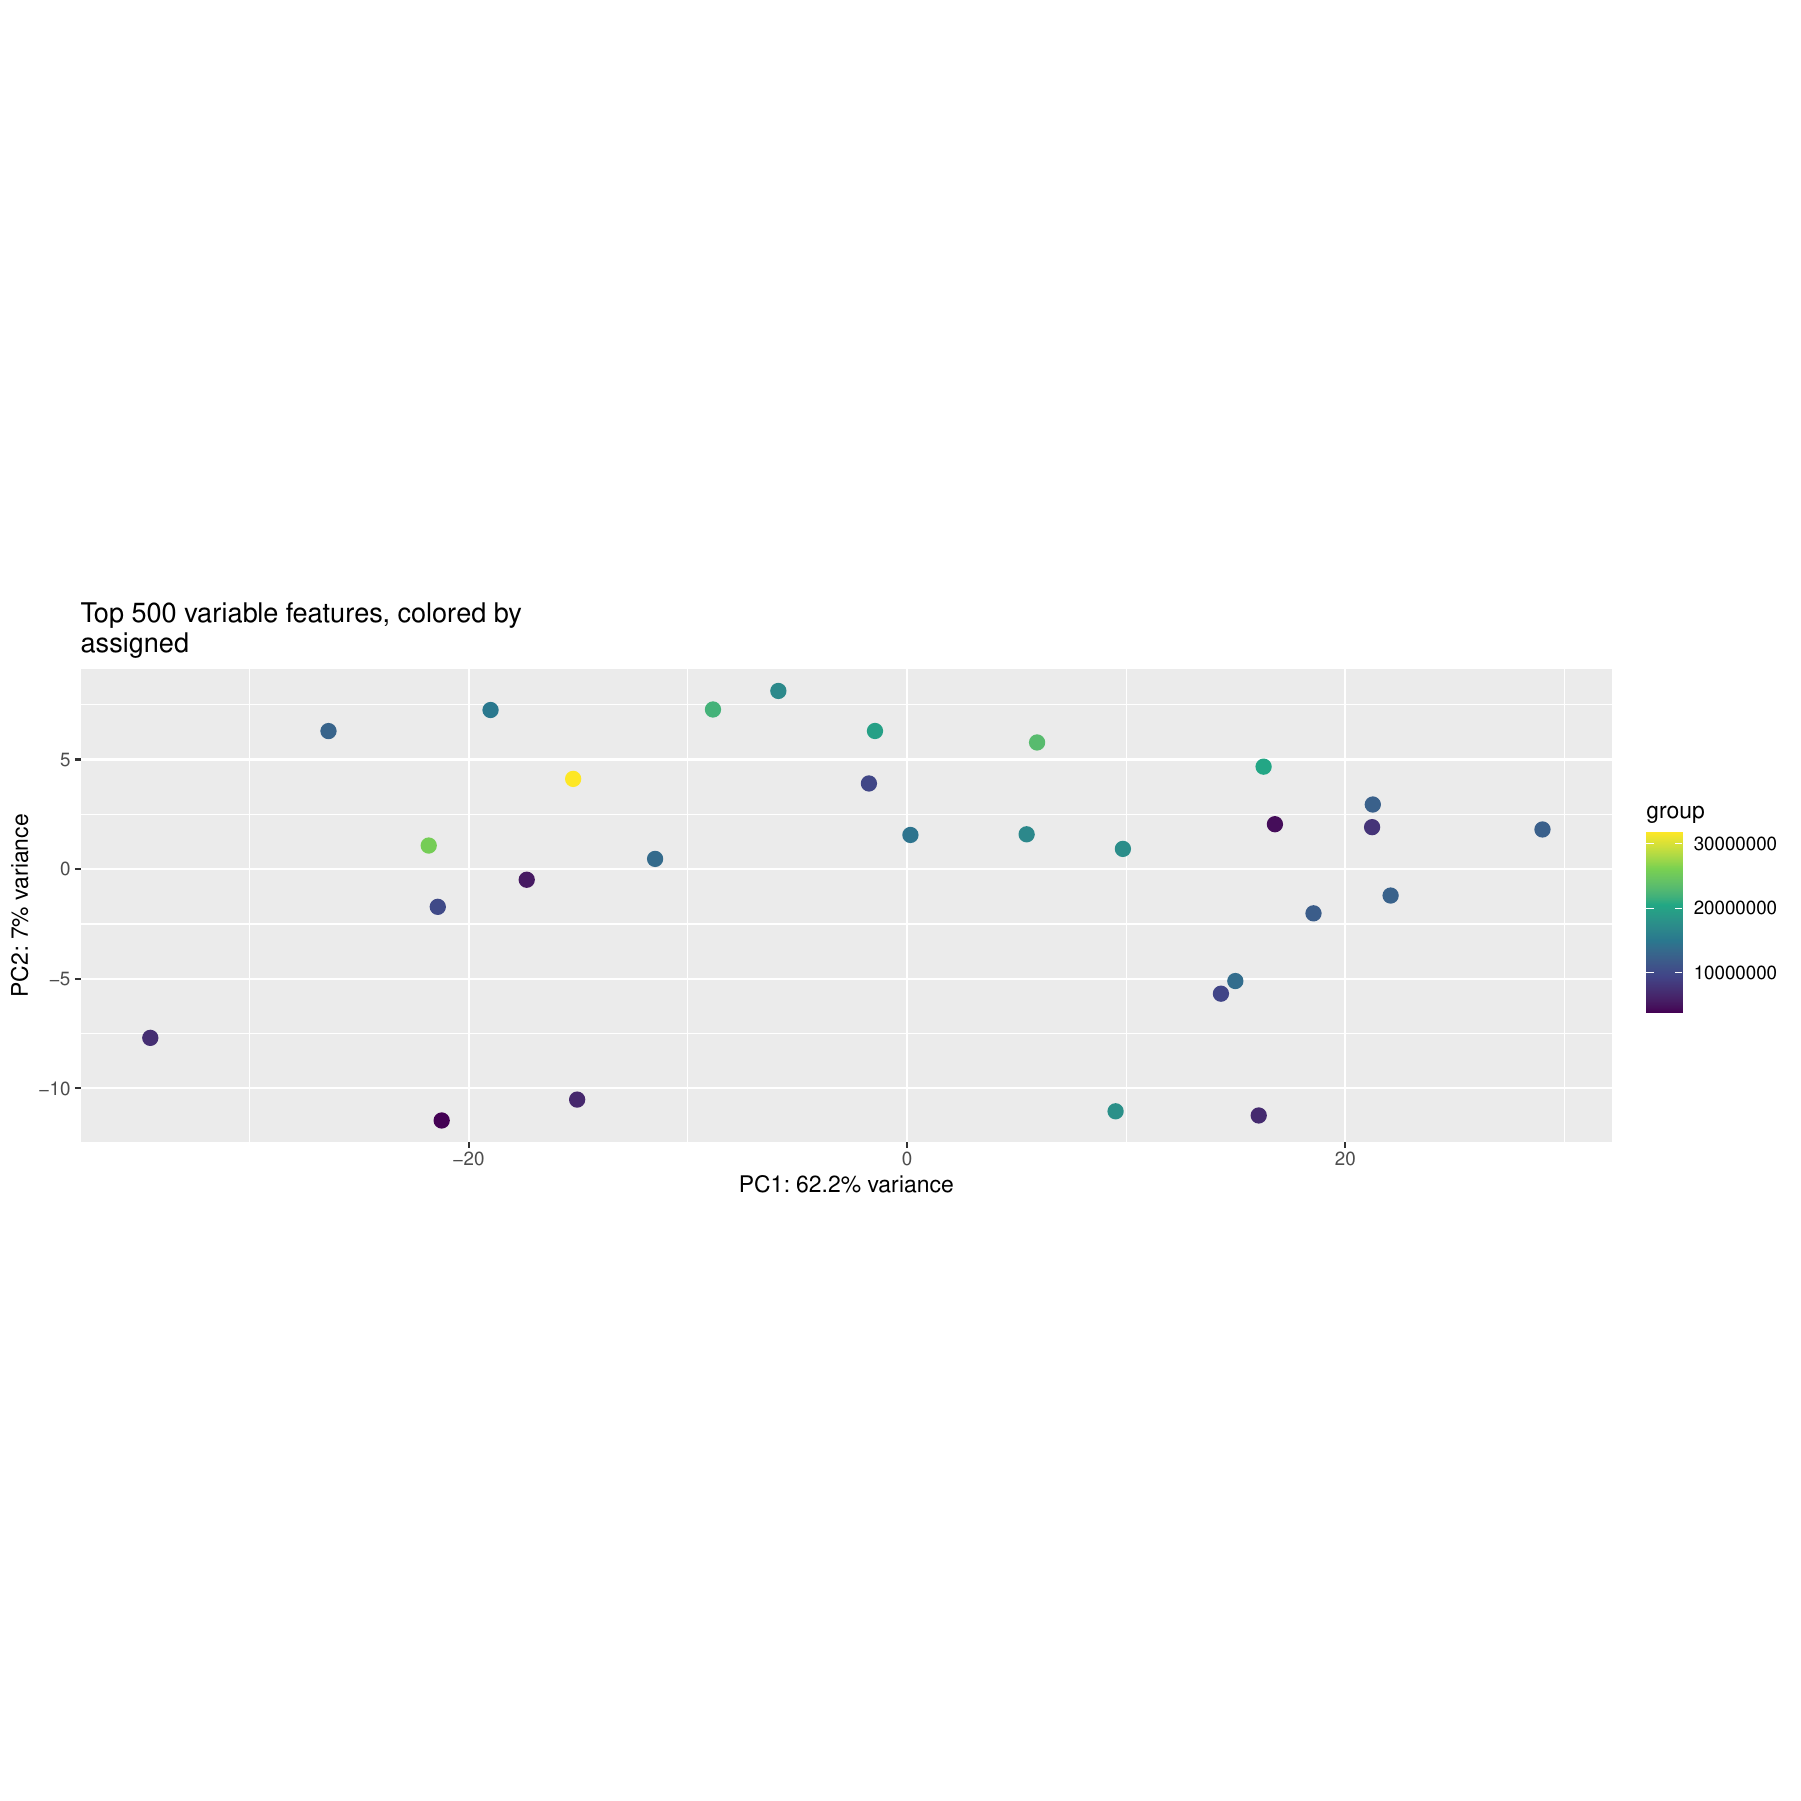 Top 500 variable features, colored by
assigned
5
0
−5
−10
PC2: 7% variance
−20
0
20
PC1: 62.2% variance
group
30000000
20000000
10000000